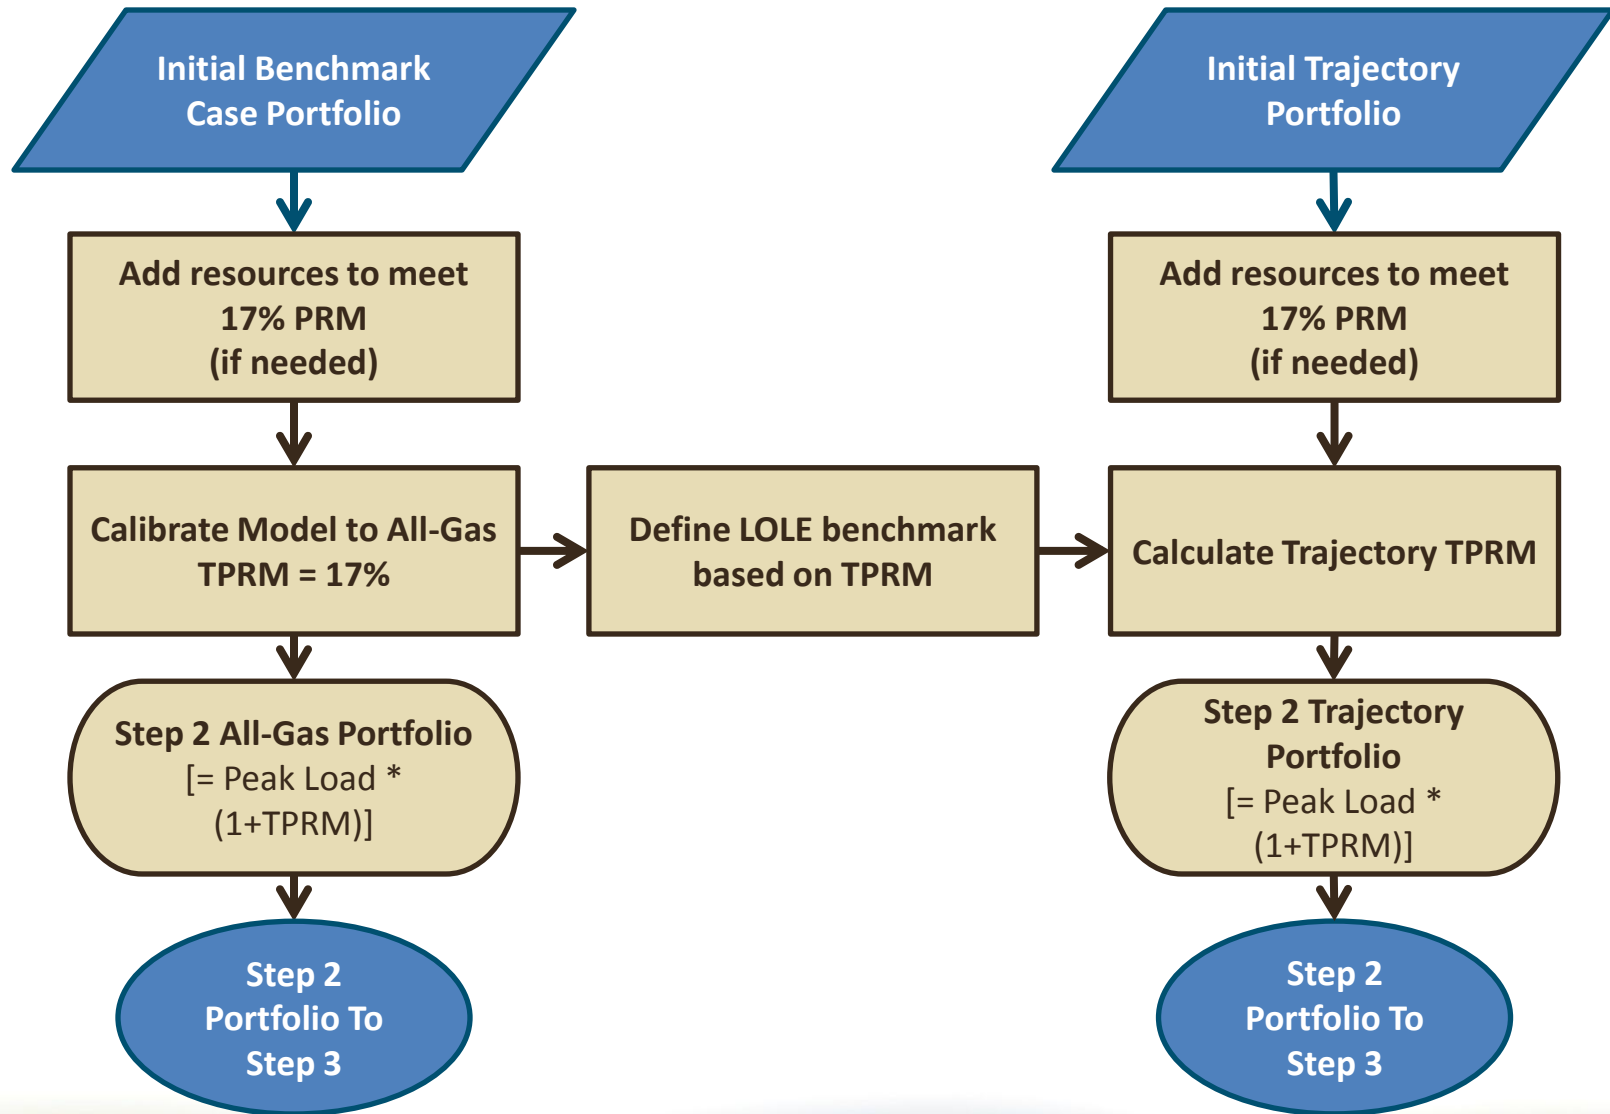 Initial Benchmark
Case Portfolio
Add resources to meet
17% PRM
(if needed)
Calibrate Model to All-Gas
TPRM = 17%
Step 2 All-Gas Portfolio
[= Peak Load *
(1+TPRM)]
Step 2
Portfolio To
Step 3
Define LOLE benchmark
based on TPRM
Initial Trajectory
Portfolio
Add resources to meet
17% PRM
(if needed)
Calculate Trajectory TPRM
Step 2 Trajectory
Portfolio
[= Peak Load *
(1+TPRM)]
Step 2
Portfolio To
Step 3